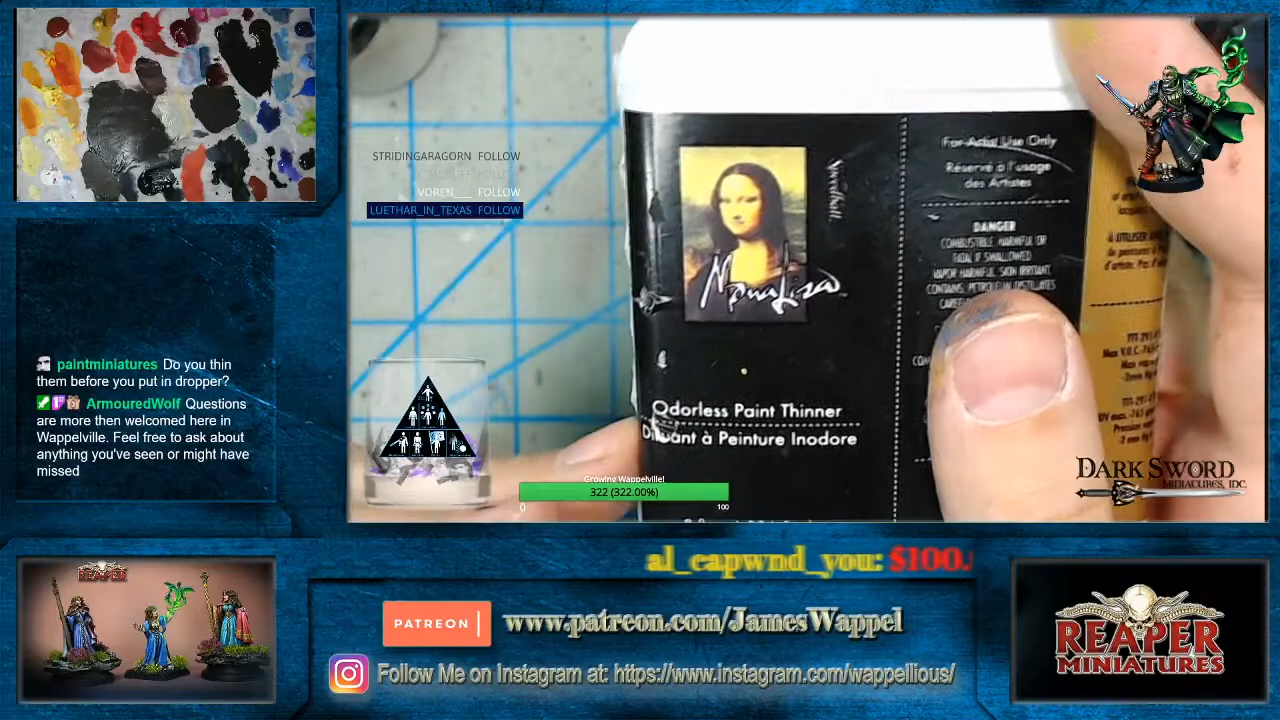 STRIDINGARAGORN FOLLOW
FOLLOW
VOREN___ FOLLOW
LUETHAR_IN_TEXAS FOLLOW
paintminiatures Do you thin
them before you put in dropper?
ArmouredWolf Questions
are more then welcomed here in
Wappelville. Feel free to ask about
anything you've seen or might have
missed
Mona Lisa
Odorless Paint Thinner
Diluant à Peinture Inodore
For Artist Use Only
Réservé à l'usage
des Artistes
DANGER
COMBUSTIBLE. HARMFUL OR
FATAL IF SWALLOWED
VAPOR HARMFUL. SKIN IRRITANT.
CONTAINS: PETROLEUM DISTILLATES
Growing Wappelville!
322 (322.00%)
0 100
DARK SWORD
MINIATURES, INC.
al_capwnd_you: $100.
REAPER
PATREON
www.patreon.com/JamesWappel
Follow Me on Instagram at: https://www.instagram.com/wappellious/
REAPER
MINIATURES